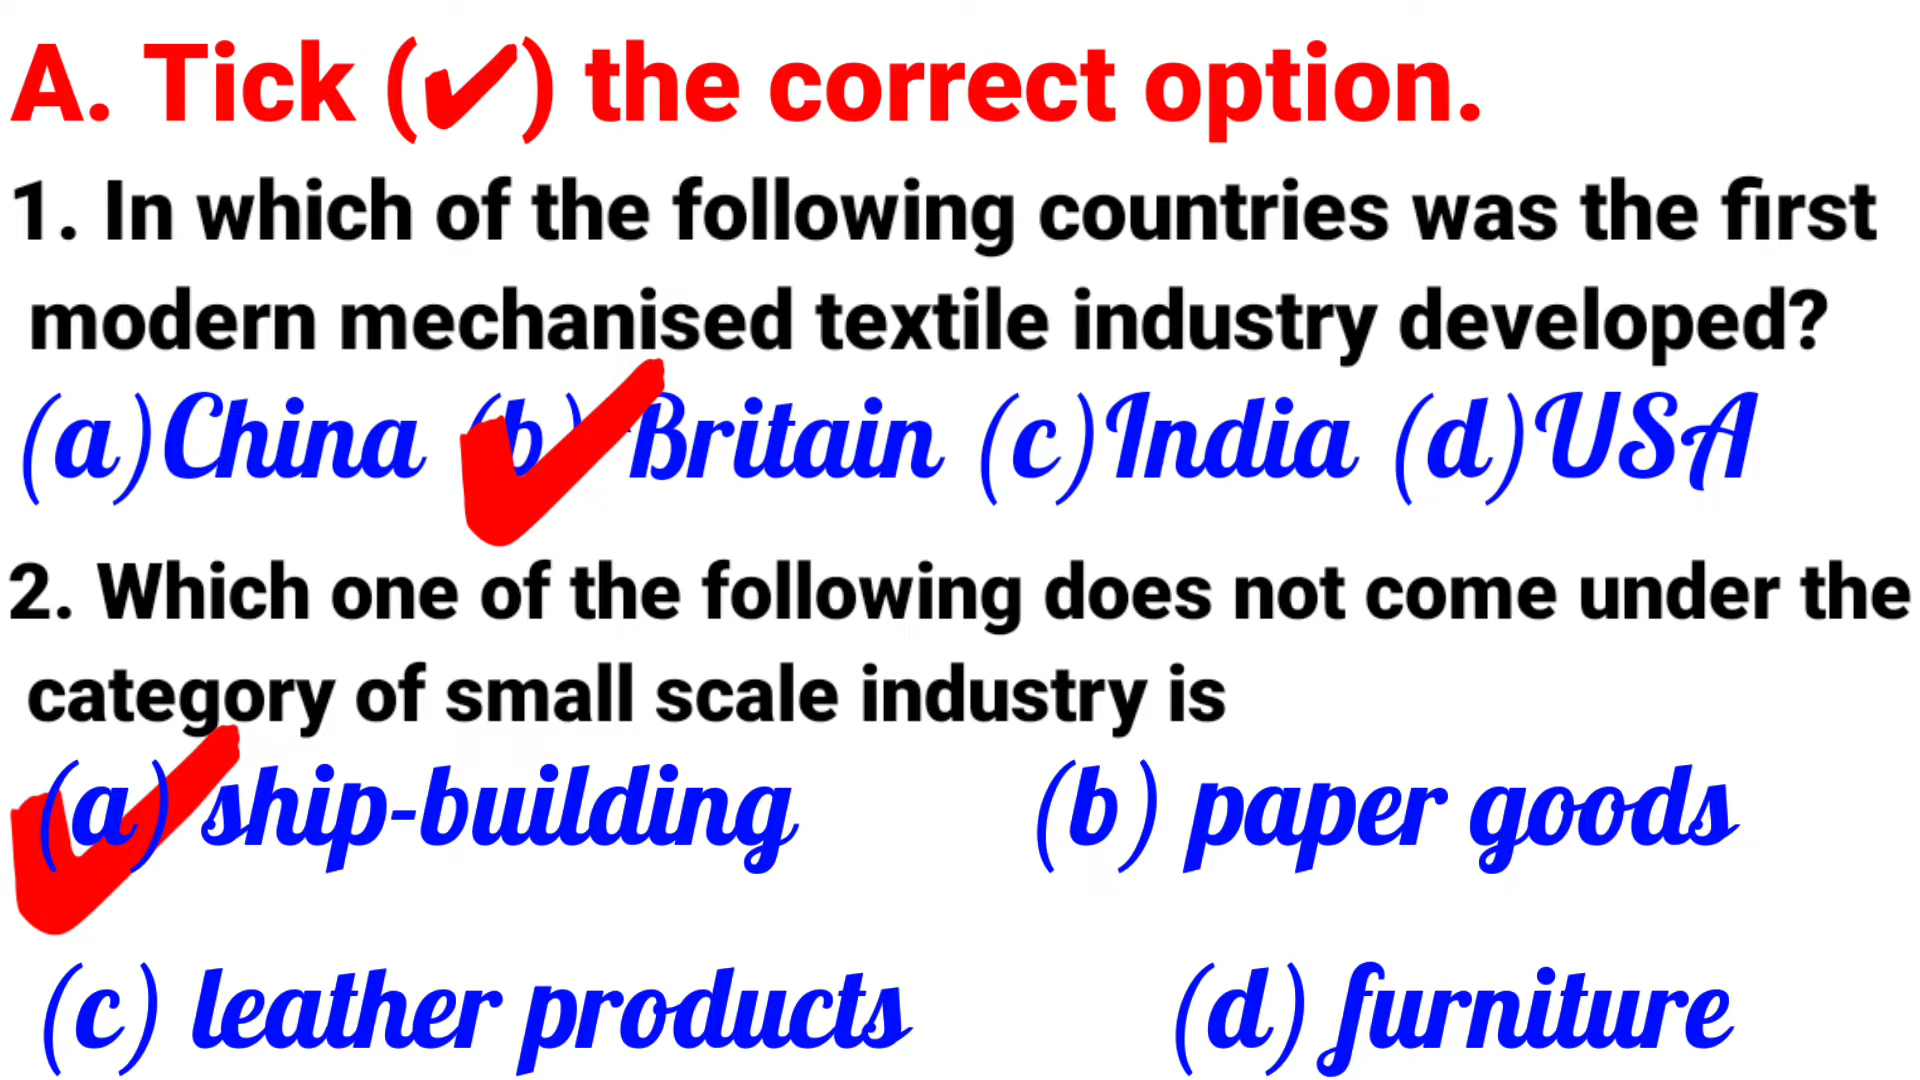 A. Tick (✔) the correct option.
1. In which of the following countries was the first
modern mechanised textile industry developed?
(a)China (b) Britain (c)India (d)USA
2. Which one of the following does not come under the
category of small scale industry is
(a) ship-building (b) paper goods
(c) leather products (d) furniture